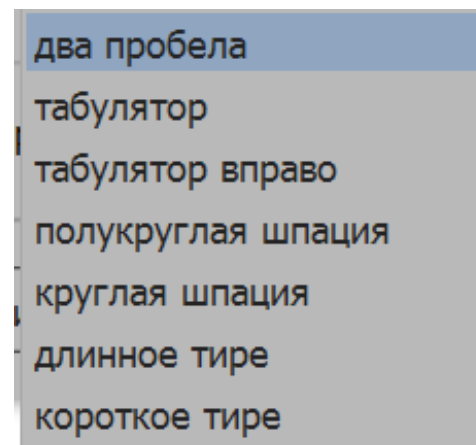 два пробела
табулятор
табулятор вправо
полукруглая шпация
круглая шпация
длинное тире
короткое тире